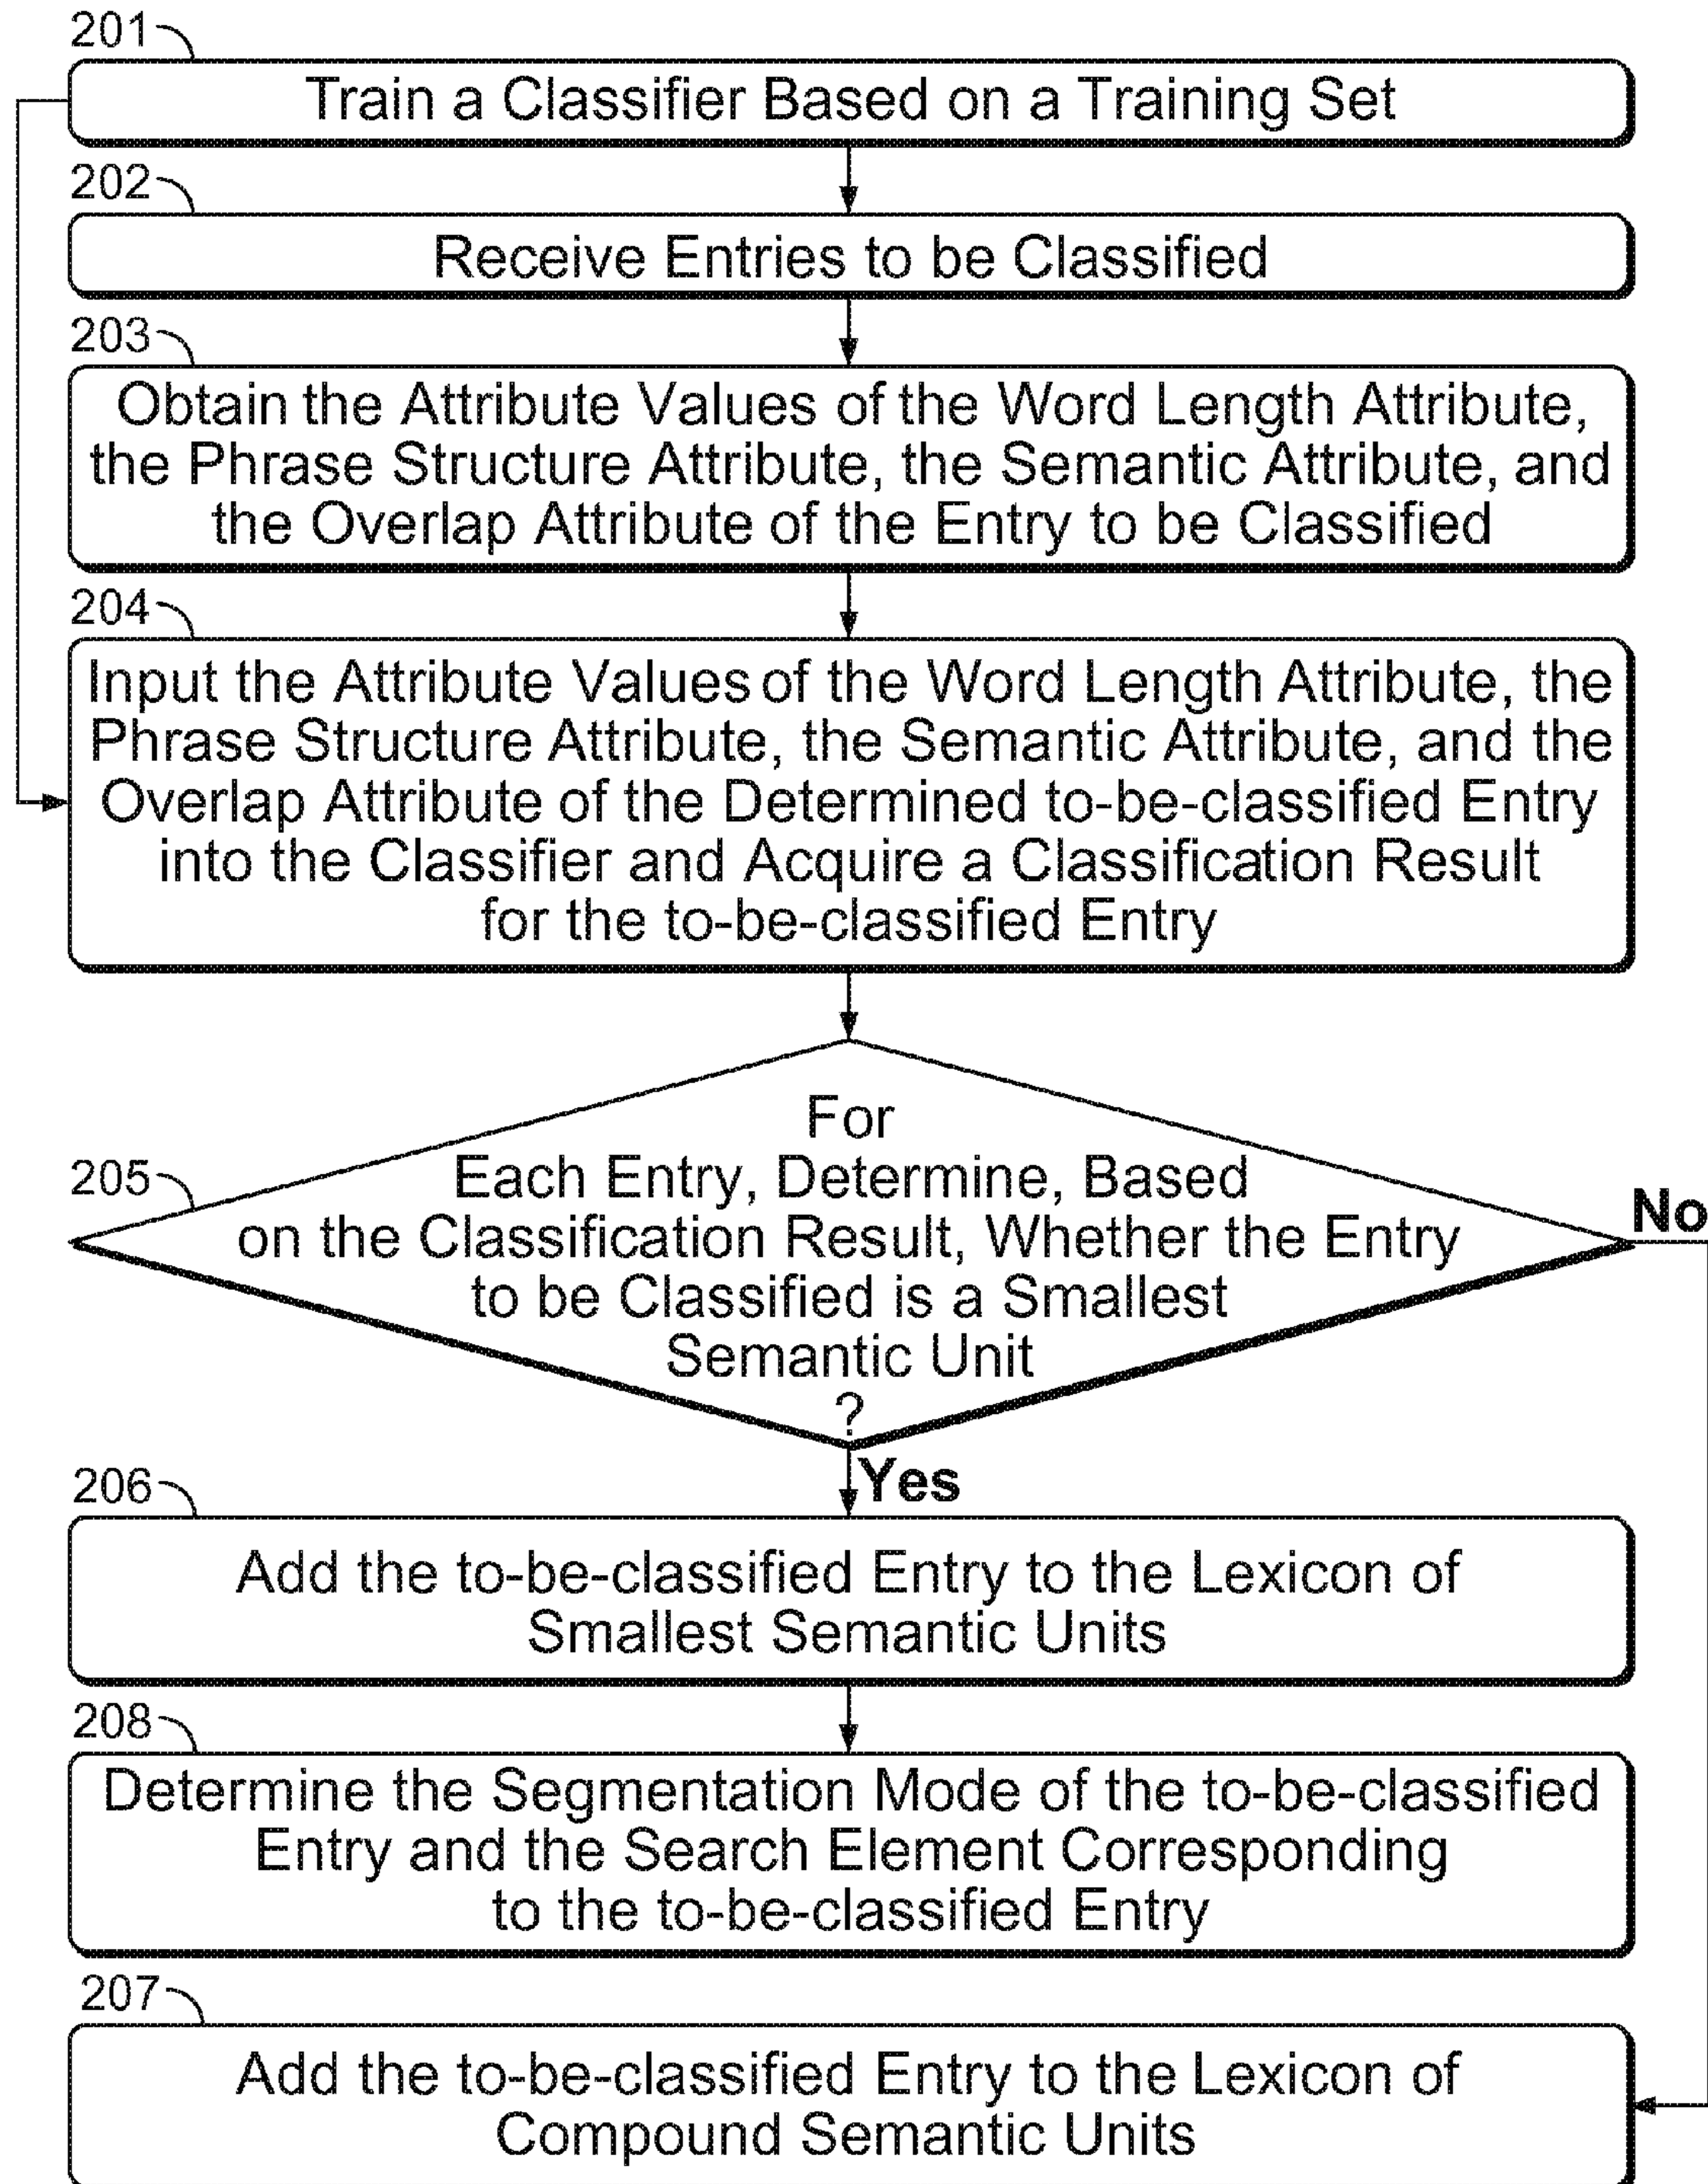 201
Train a Classifier Based on a Training Set
202
Receive Entries to be Classified
203
Obtain the Attribute Values of the Word Length Attribute,
the Phrase Structure Attribute, the Semantic Attribute, and
the Overlap Attribute of the Entry to be Classified
204
Input the Attribute Values of the Word Length Attribute, the
Phrase Structure Attribute, the Semantic Attribute, and the
Overlap Attribute of the Determined to-be-classified Entry
into the Classifier and Acquire a Classification Result
for the to-be-classified Entry
205
For
Each Entry, Determine, Based
on the Classification Result, Whether the Entry
to be Classified is a Smallest
Semantic Unit
?
No
Yes
206
Add the to-be-classified Entry to the Lexicon of
Smallest Semantic Units
208
Determine the Segmentation Mode of the to-be-classified
Entry and the Search Element Corresponding
to the to-be-classified Entry
207
Add the to-be-classified Entry to the Lexicon of
Compound Semantic Units